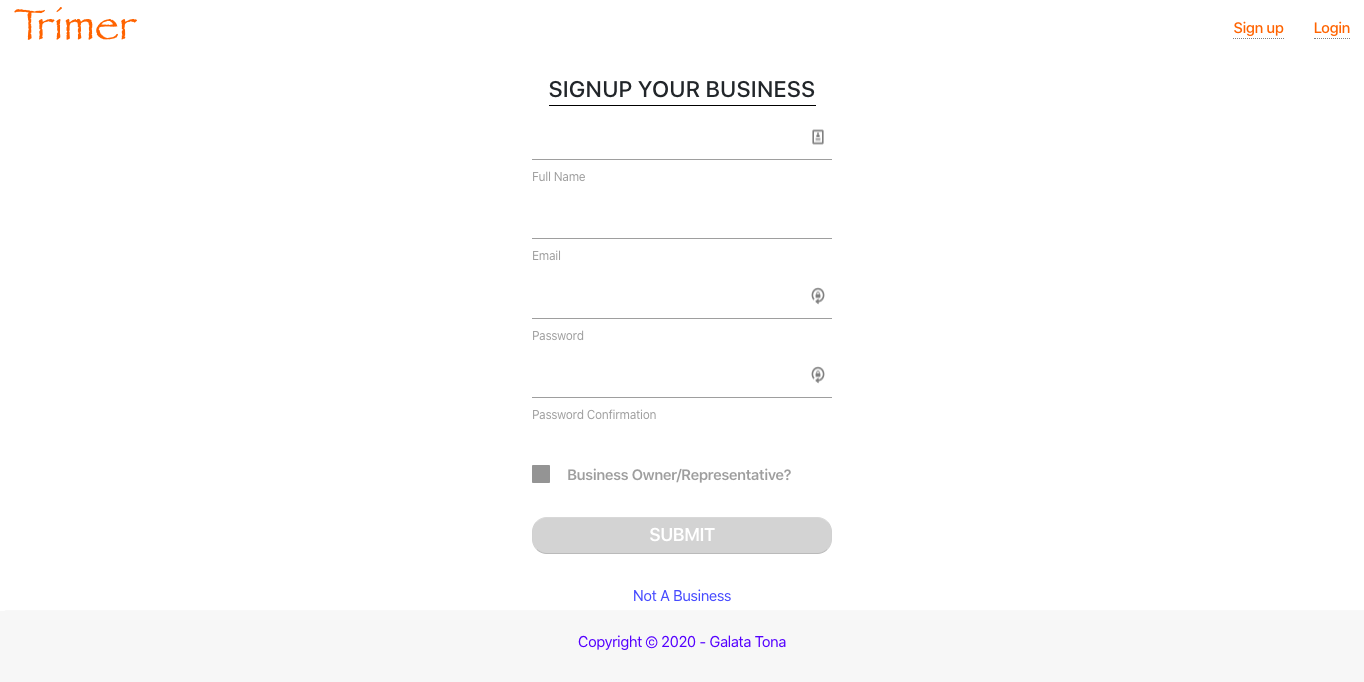 Trimer
Sign up
Login
SIGNUP YOUR BUSINESS
Full Name
Email
Password
Password Confirmation
Business Owner/Representative?
SUBMIT
Not A Business
Copyright © 2020 - Galata Tona